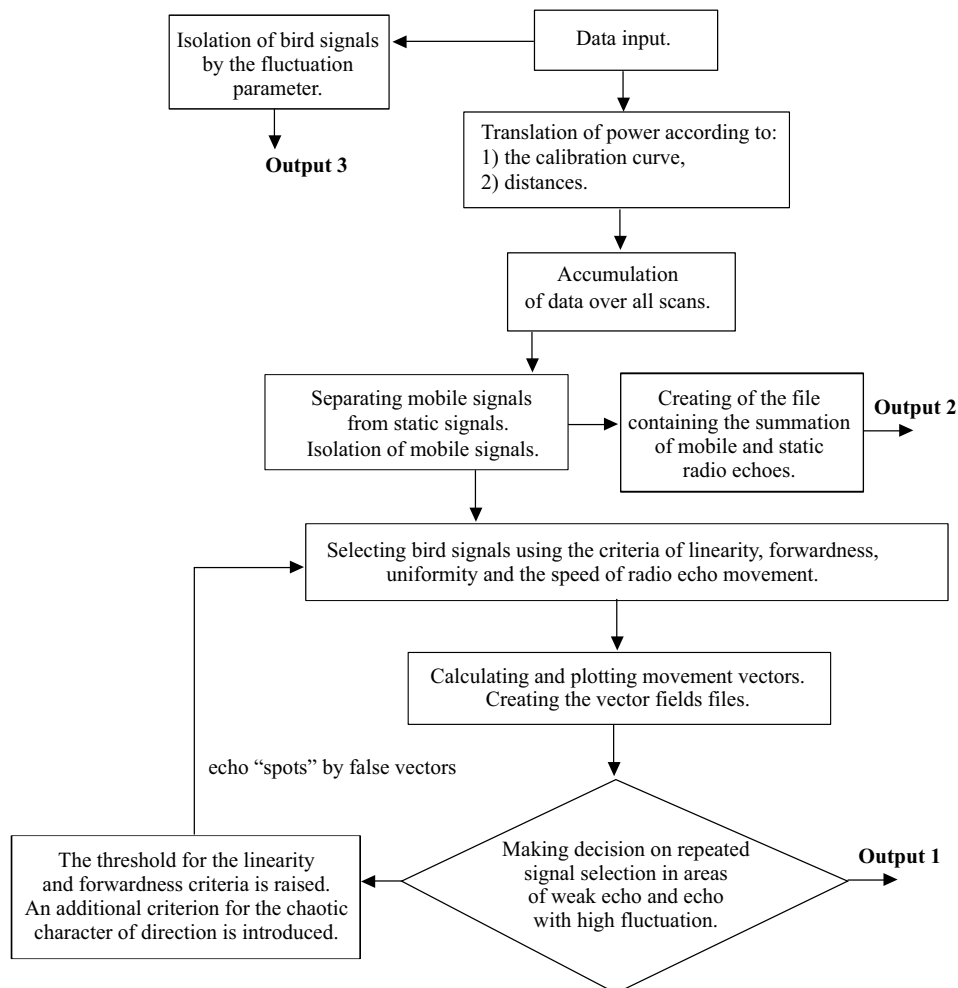 Isolation of bird signals
by the fluctuation
parameter.
Data input.
Output 3
Translation of power according to:
1) the calibration curve,
2) distances.
Accumulation
of data over all scans.
Separating mobile signals
from static signals.
Isolation of mobile signals.
Creating of the file
containing the summation
of mobile and static
radio echoes.
Output 2
Selecting bird signals using the criteria of linearity, forwardness,
uniformity and the speed of radio echo movement.
Calculating and plotting movement vectors.
Creating the vector fields files.
echo “spots” by false vectors
Making decision on repeated
signal selection in areas
of weak echo and echo
with high fluctuation.
Output 1
The threshold for the linearity
and forwardness criteria is raised.
An additional criterion for the chaotic
character of direction is introduced.